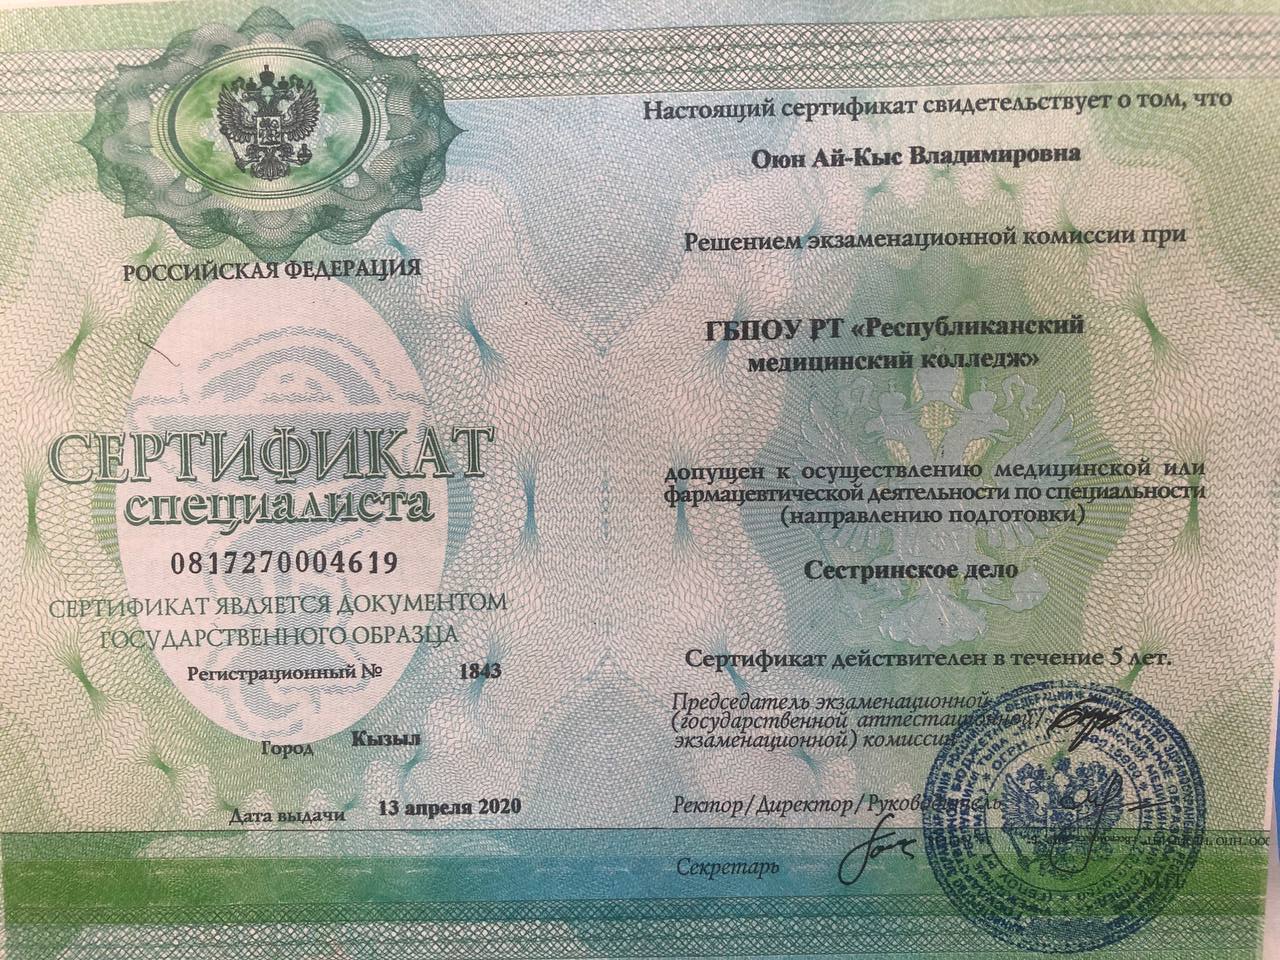 РОССИЙСКАЯ ФЕДЕРАЦИЯ
СЕРТИФИКАТ
специалиста
0817270004619
СЕРТИФИКАТ ЯВЛЯЕТСЯ ДОКУМЕНТОМ
ГОСУДАРСТВЕННОГО ОБРАЗЦА
Регистрационный № 1843
Город Кызыл
Дата выдачи 13 апреля 2020
Настоящий сертификат свидетельствует о том, что
Оюн Ай-Кыс Владимировна
Решением экзаменационной комиссии при
ГБПОУ РТ «Республиканский
медицинский колледж»
допущен к осуществлению медицинской или
фармацевтической деятельности по специальности
(направлению подготовки)
Сестринское дело
Сертификат действителен в течение 5 лет.
Председатель экзаменационной
(государственной аттестационной/
экзаменационной) комиссии
Ректор/Директор/Руководитель
Секретарь